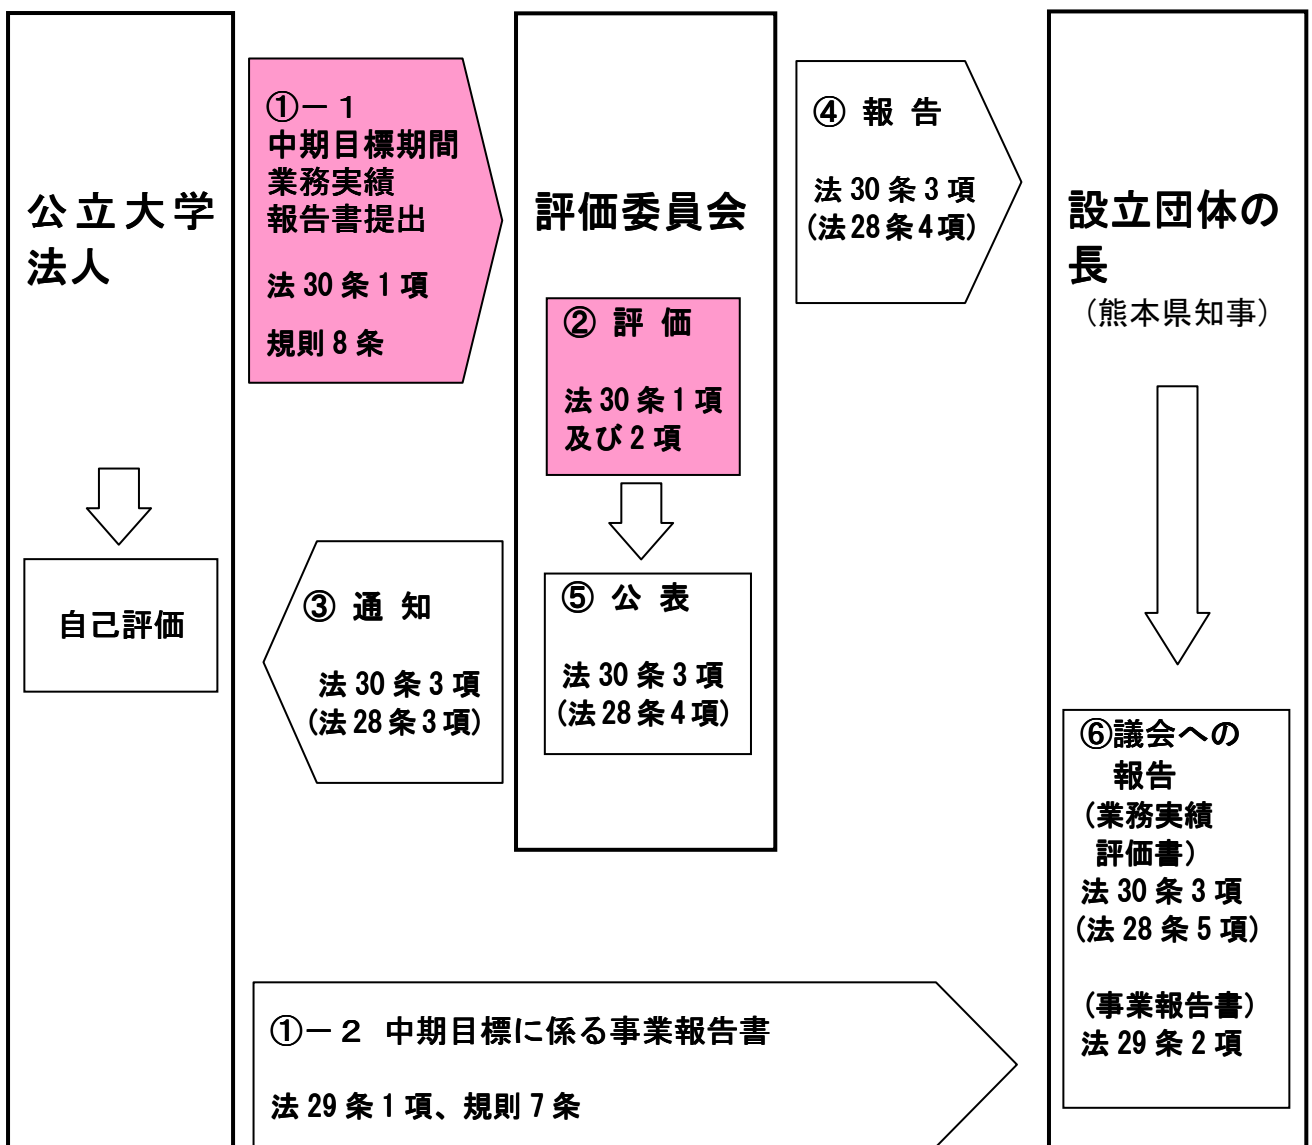 公立大学
法人
自己評価
①－１
中期目標期間
業務実績
報告書提出
法 30 条 1 項
規則 8 条
評価委員会
② 評 価
法 30 条 1 項
及び 2 項
③ 通 知
法 30 条 3 項
(法 28 条 3 項)
⑤ 公 表
法 30 条 3 項
(法 28 条 4 項)
④ 報 告
法 30 条 3 項
(法 28 条 4 項)
設立団体の
長
（熊本県知事）
⑥議会への
報告
（業務実績
評価書）
法 30 条 3 項
(法 28 条 5 項)
（事業報告書）
法 29 条 2 項
①－２ 中期目標に係る事業報告書
法 29 条 1 項、規則 7 条